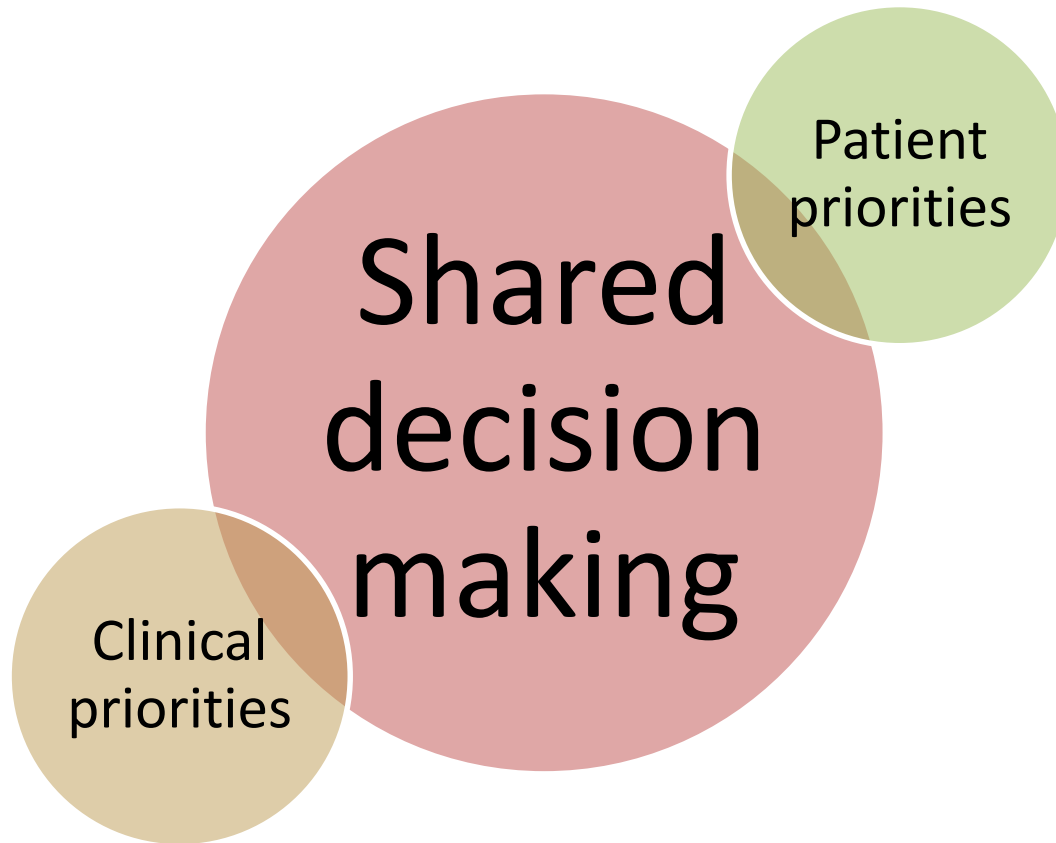 Patient
priorities
Shared
decision
making
Clinical
priorities